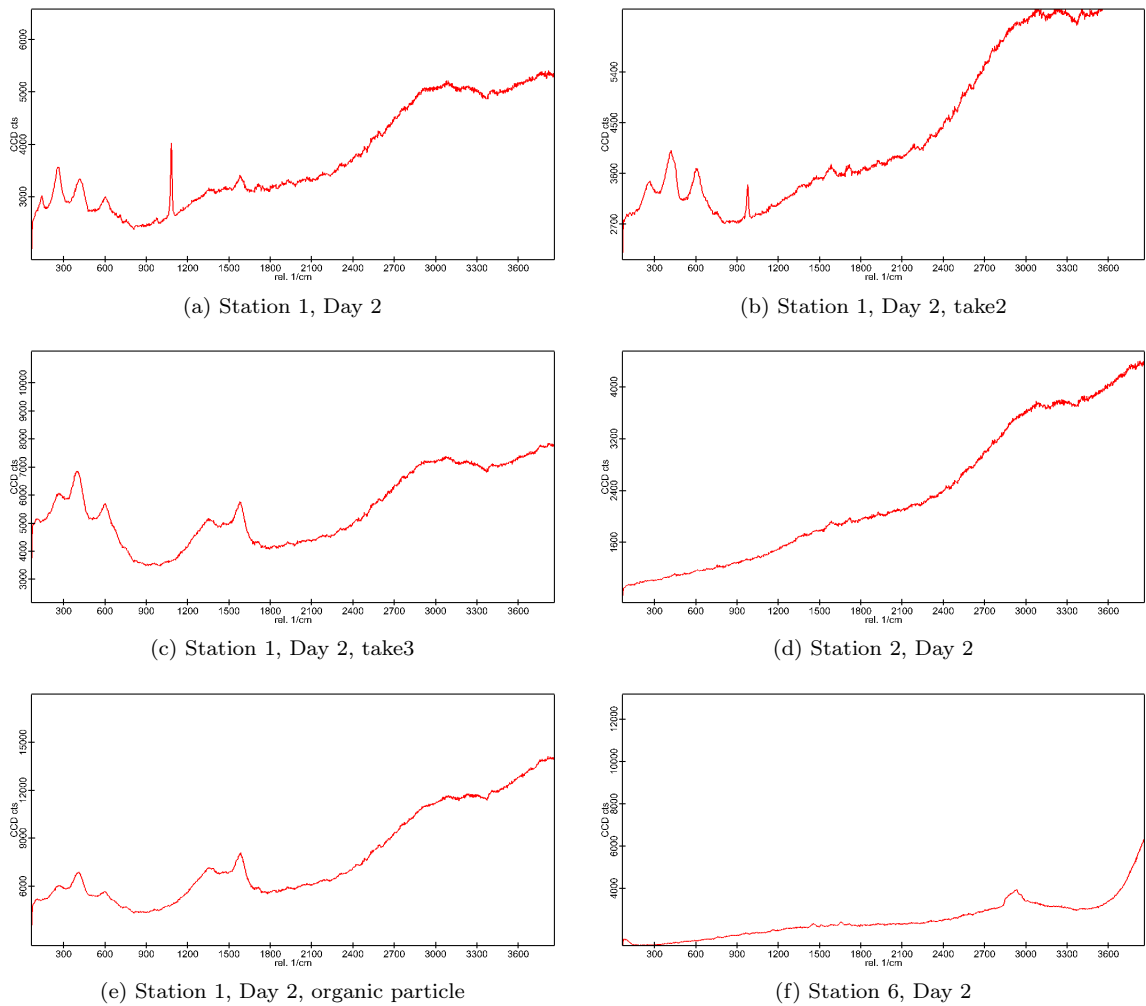 6000
5000
4000
3000
CCD cts
300 600 900 1200 1500 1800 2100 2400 2700 3000 3300 3600
rel. 1/cm
(a) Station 1, Day 2
5400
4500
3600
2700
CCD cts
300 600 900 1200 1500 1800 2100 2400 2700 3000 3300 3600
rel. 1/cm
(b) Station 1, Day 2, take2
10000
9000
8000
7000
6000
5000
4000
3000
CCD cts
300 600 900 1200 1500 1800 2100 2400 2700 3000 3300 3600
rel. 1/cm
(c) Station 1, Day 2, take3
4000
3200
2400
1600
CCD cts
300 600 900 1200 1500 1800 2100 2400 2700 3000 3300 3600
rel. 1/cm
(d) Station 2, Day 2
15000
12000
9000
6000
CCD cts
300 600 900 1200 1500 1800 2100 2400 2700 3000 3300 3600
rel. 1/cm
(e) Station 1, Day 2, organic particle
12000
10000
8000
6000
4000
CCD cts
300 600 900 1200 1500 1800 2100 2400 2700 3000 3300 3600
rel. 1/cm
(f) Station 6, Day 2